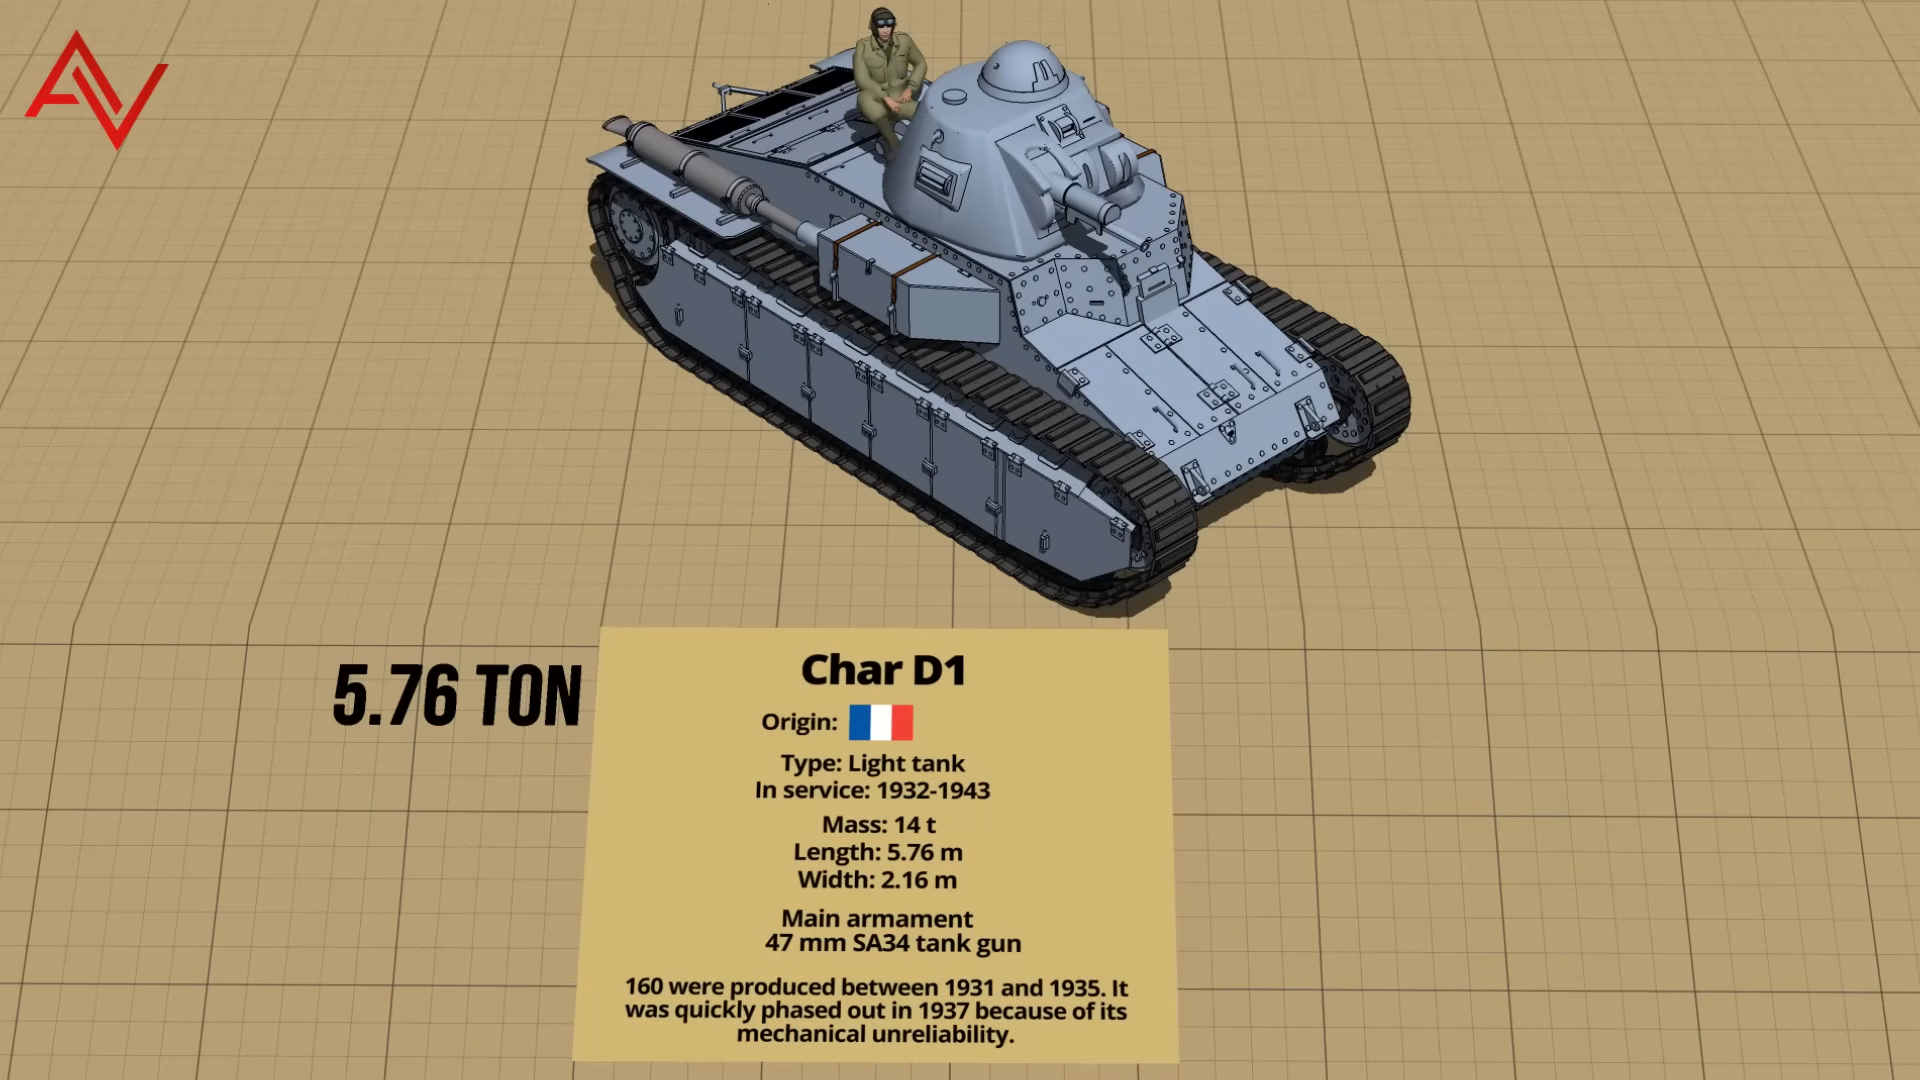 AV
5.76 TON
Char D1
Origin:
Type: Light tank
In service: 1932-1943
Mass: 14 t
Length: 5.76 m
Width: 2.16 m
Main armament
47 mm SA34 tank gun
160 were produced between 1931 and 1935. It
was quickly phased out in 1937 because of its
mechanical unreliability.